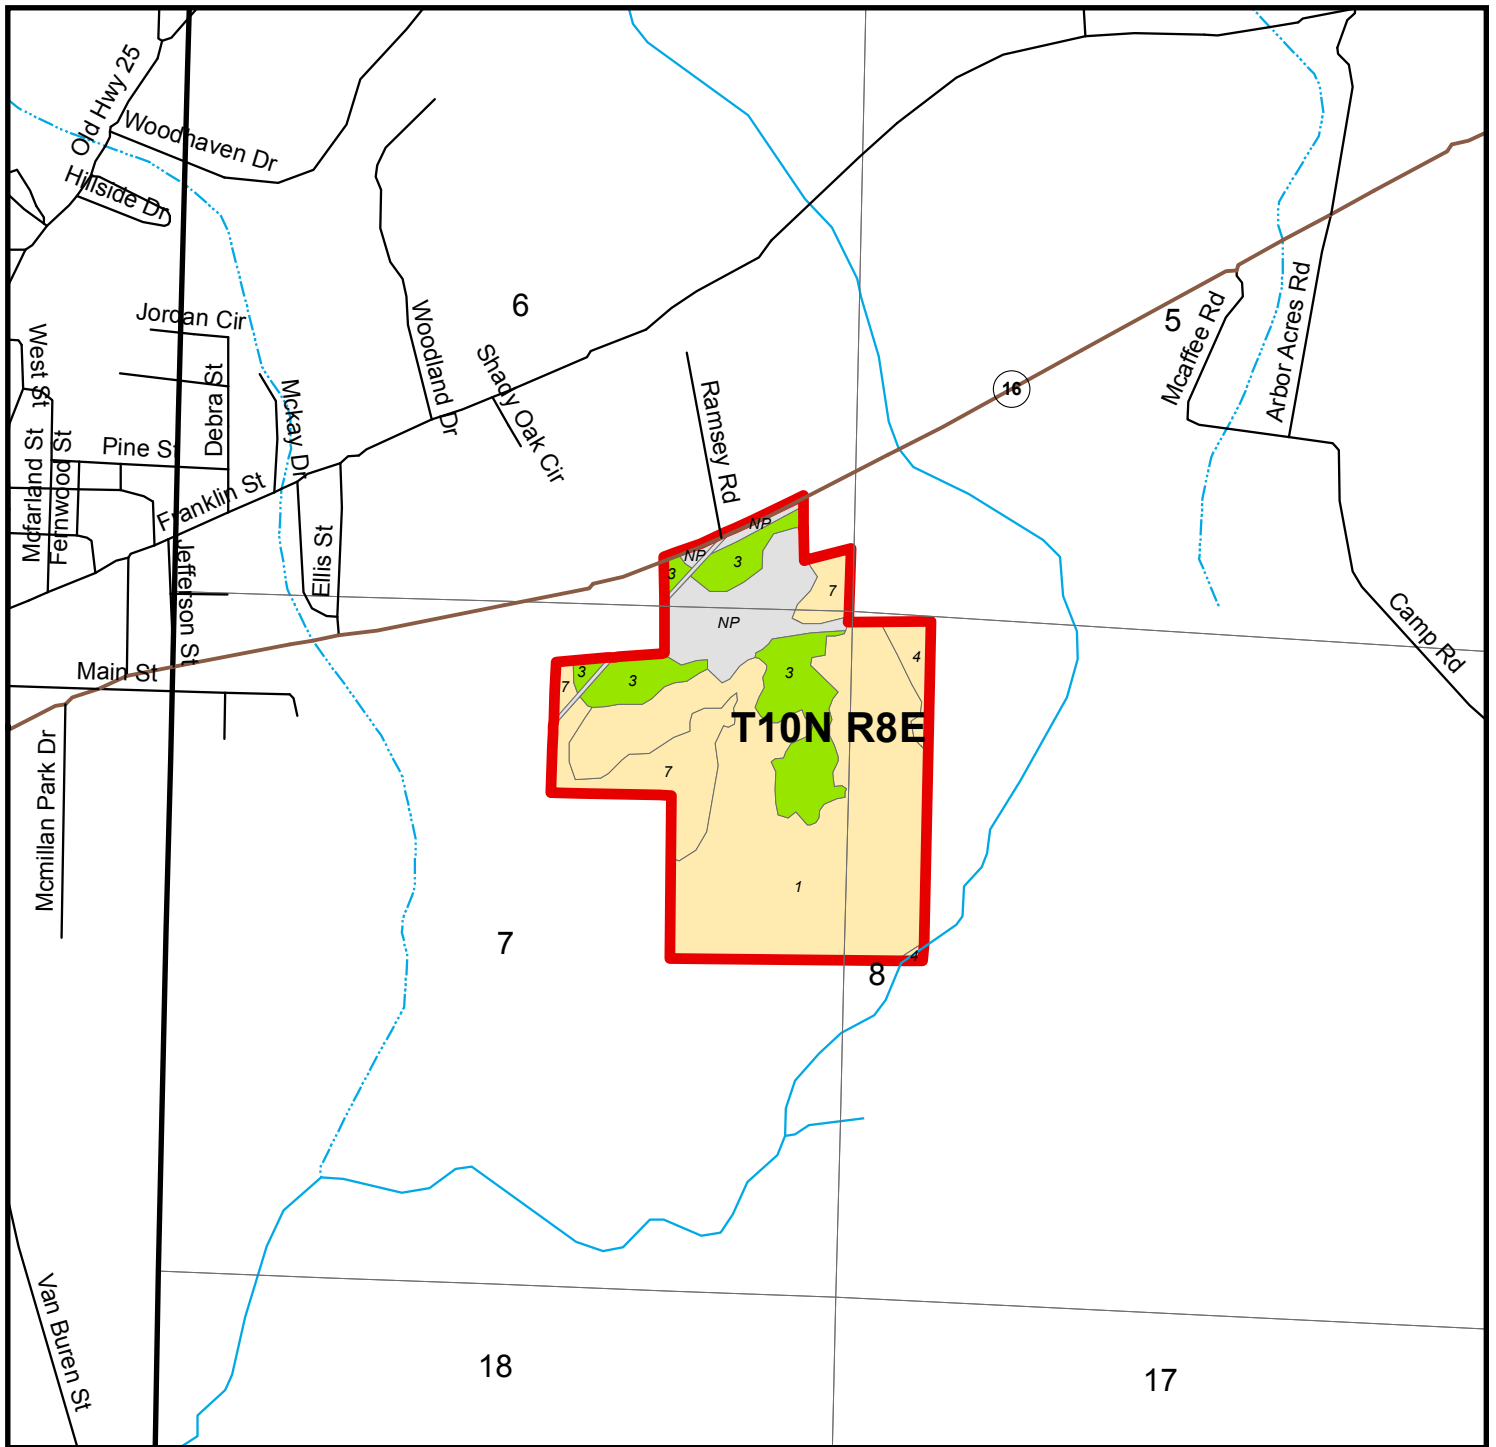 Old Hwy 25
Woodhaven Dr
Hillside Dr
6
Jordan Cir
West St
Debra St
Mckay Dr
Woodland Dr
Shady Oak Cir
Ramsey Rd
5
Mcaffee Rd
Arbor Acres Rd
16
Mcfarland St
Fernwood St
Pine St
Franklin St
Ellis St
Jefferson St
Main St
Camp Rd
NP
NP
3
3
7
NP
4
3
7
3
3
T10N R8E
7
Mcmillan Park Dr
1
7
4
8
Van Buren St
18
17